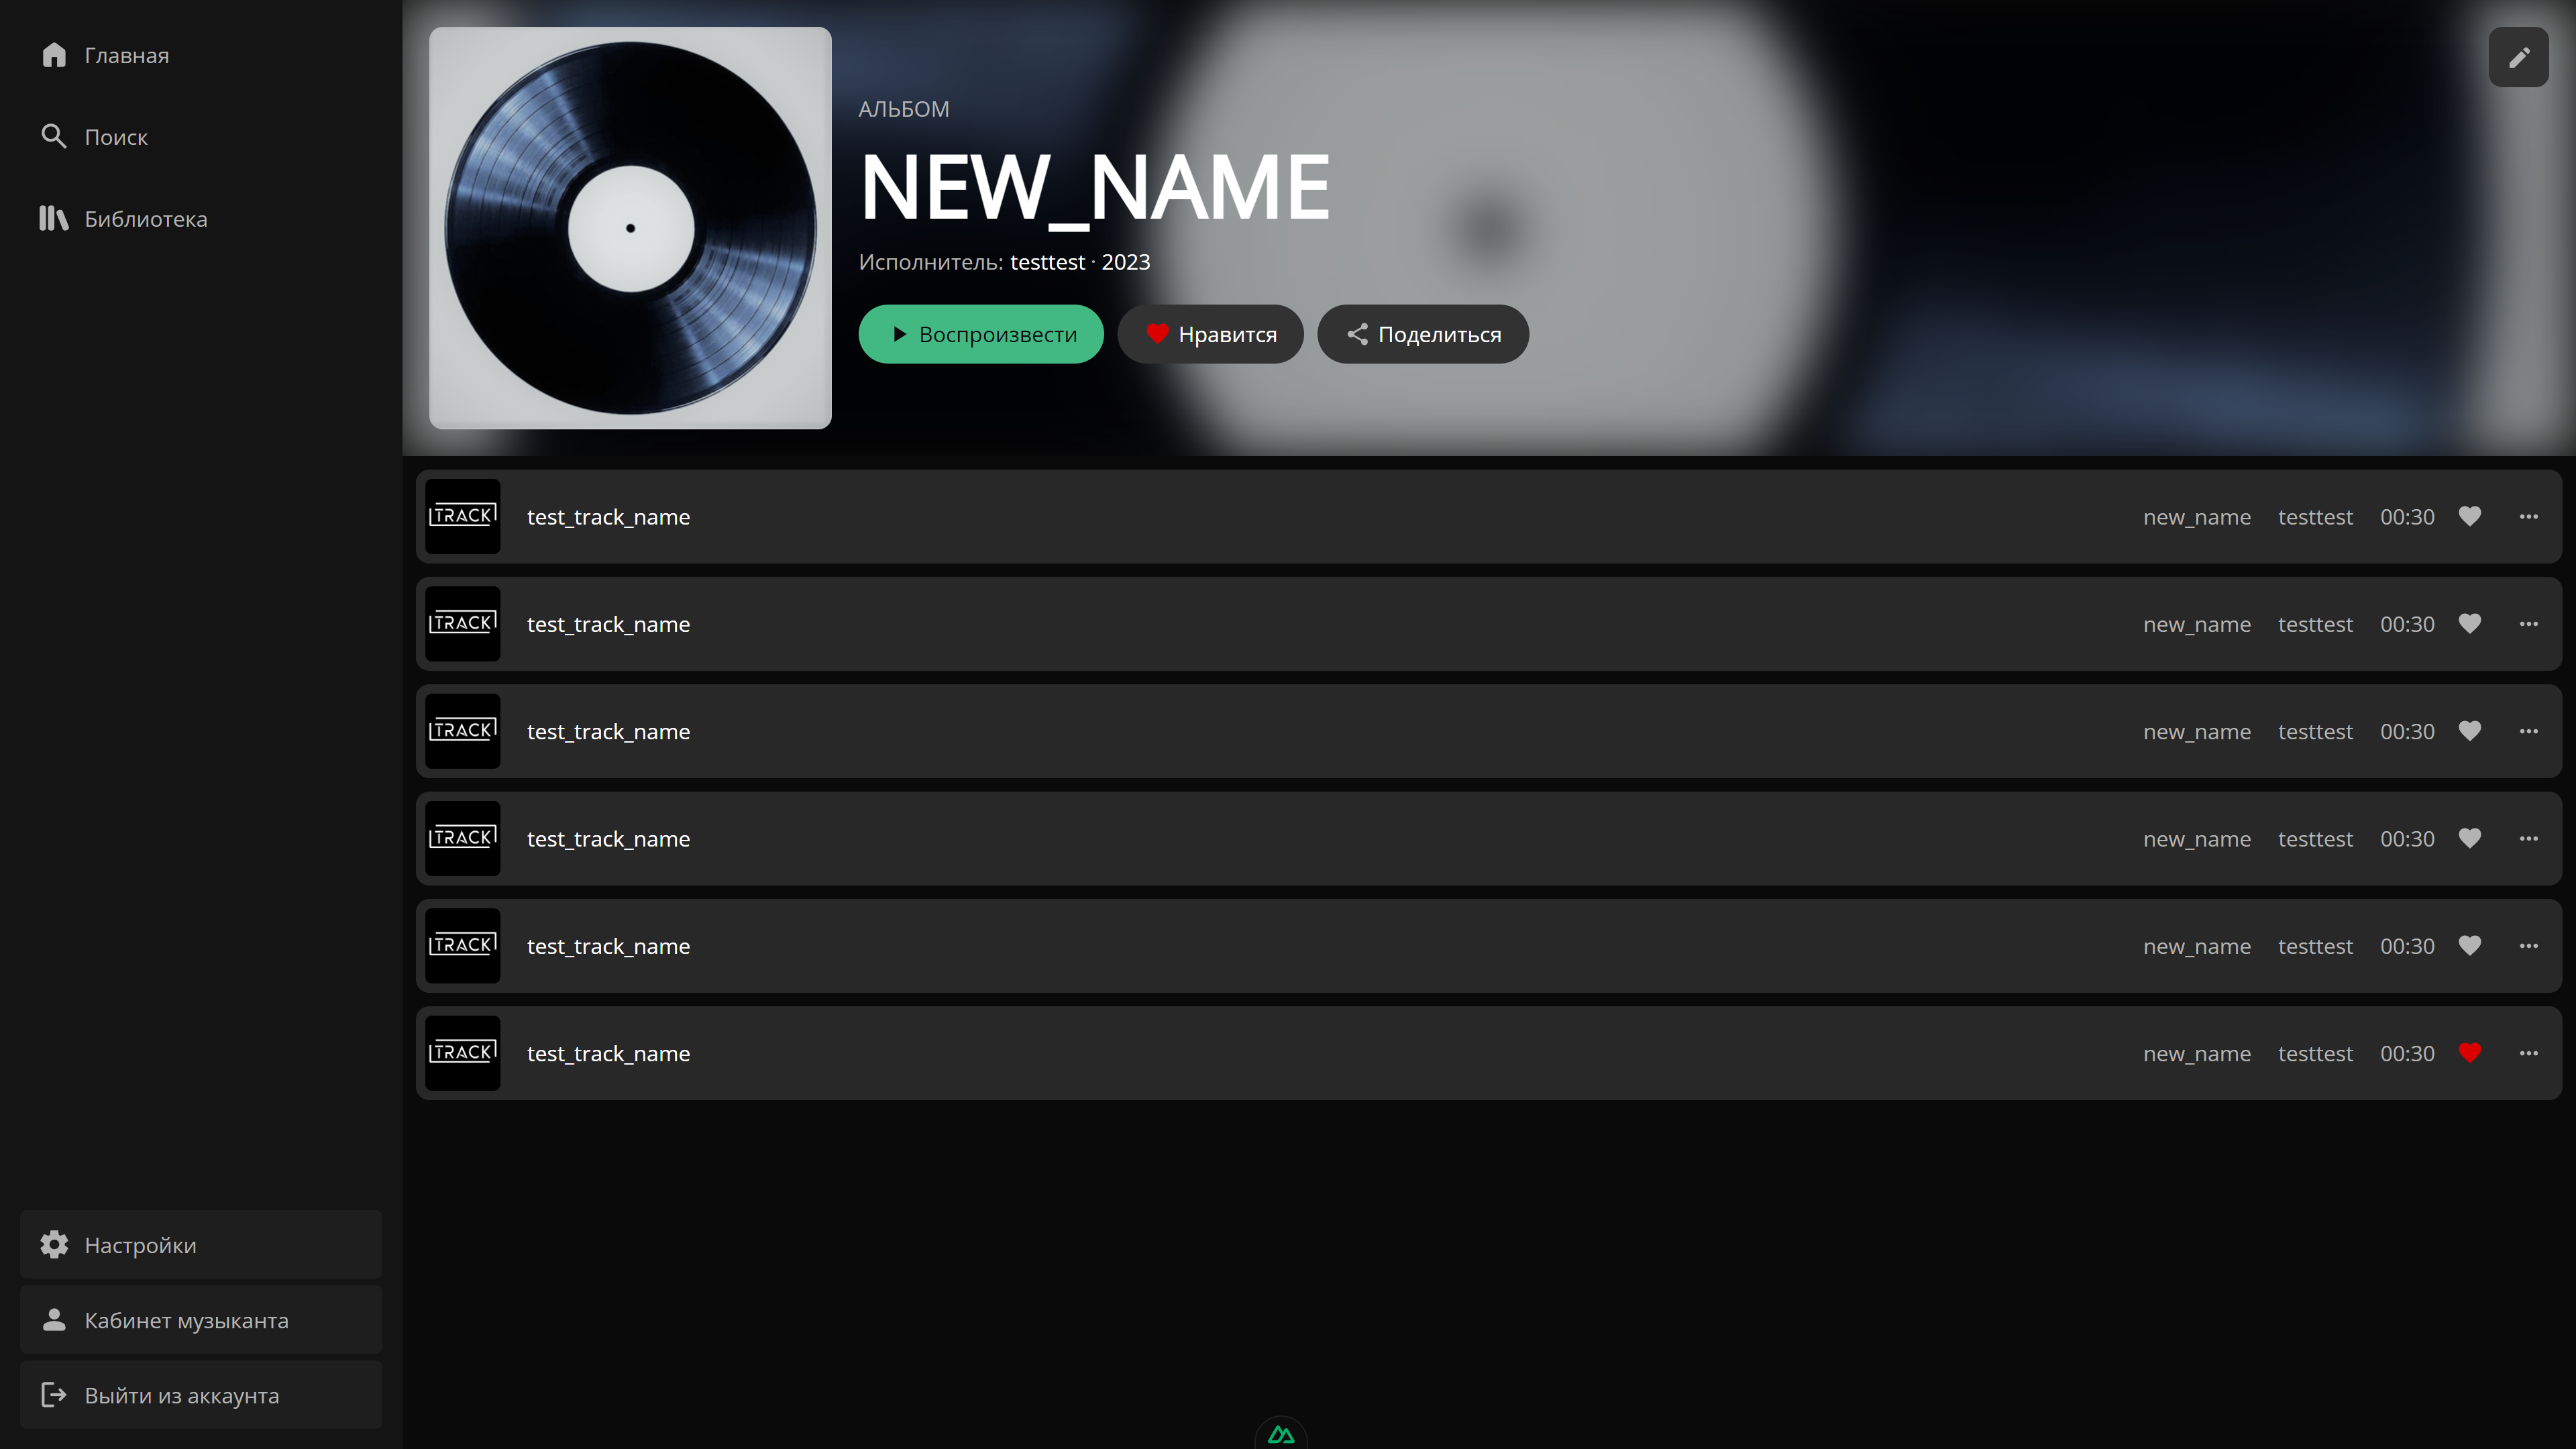 Главная
Поиск
Библиотека
АЛЬБОМ
NEW_NAME
Исполнитель: testtest · 2023
Воспроизвести Нравится Поделиться
TRACK test_track_name new_name testtest 00:30
TRACK test_track_name new_name testtest 00:30
TRACK test_track_name new_name testtest 00:30
TRACK test_track_name new_name testtest 00:30
TRACK test_track_name new_name testtest 00:30
TRACK test_track_name new_name testtest 00:30
Настройки
Кабинет музыканта
Выйти из аккаунта